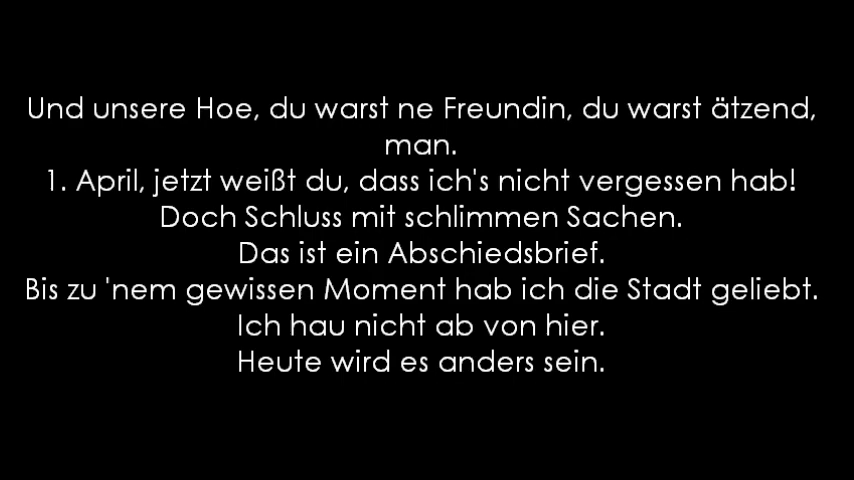 Und unsere Hoe, du warst ne Freundin, du warst ätzend,
man.
1. April, jetzt weißt du, dass ich's nicht vergessen hab!
Doch Schluss mit schlimmen Sachen.
Das ist ein Abschiedsbrief.
Bis zu 'nem gewissen Moment hab ich die Stadt geliebt.
Ich hau nicht ab von hier.
Heute wird es anders sein.